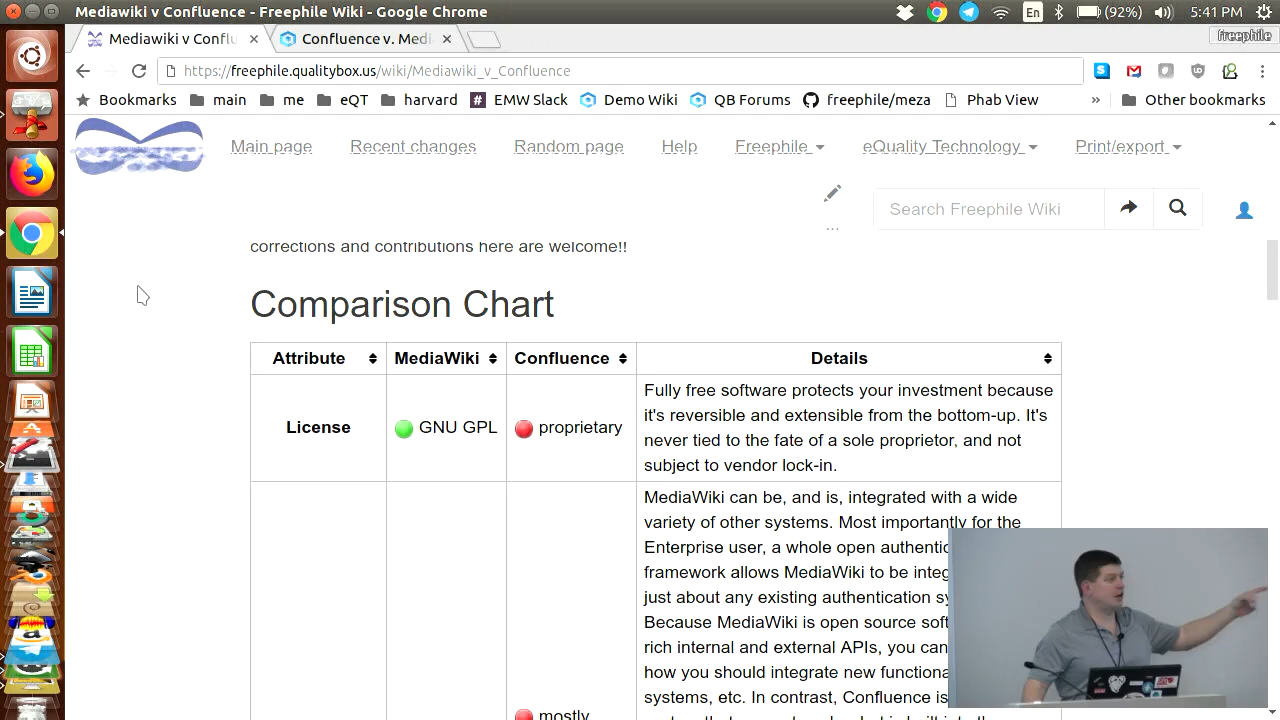 Mediawiki v Confluence - Freephile Wiki - Google Chrome
En
(92%)
5:41 PM
Mediawiki v Conflu
Confluence v. Medi
freephile
https://freephile.qualitybox.us/wiki/Mediawiki_v_Confluence
Bookmarks
main
me
eQT
harvard
EMW Slack
Demo Wiki
QB Forums
freephile/meza
Phab View
»
Other bookmarks
Main page
Recent changes
Random page
Help
Freephile
eQuality Technology
Print/export
...
Search Freephile Wiki
corrections and contributions here are welcome!!
Comparison Chart
Attribute
MediaWiki
Confluence
Details
License
GNU GPL
proprietary
Fully free software protects your investment because
it's reversible and extensible from the bottom-up. It's
never tied to the fate of a sole proprietor, and not
subject to vendor lock-in.
mostly
MediaWiki can be, and is, integrated with a wide
variety of other systems. Most importantly for the
Enterprise user, a whole open authentic
framework allows MediaWiki to be integ
just about any existing authentication sy
Because MediaWiki is open source soft
rich internal and external APIs, you can
how you should integrate new functiona
systems, etc. In contrast, Confluence is